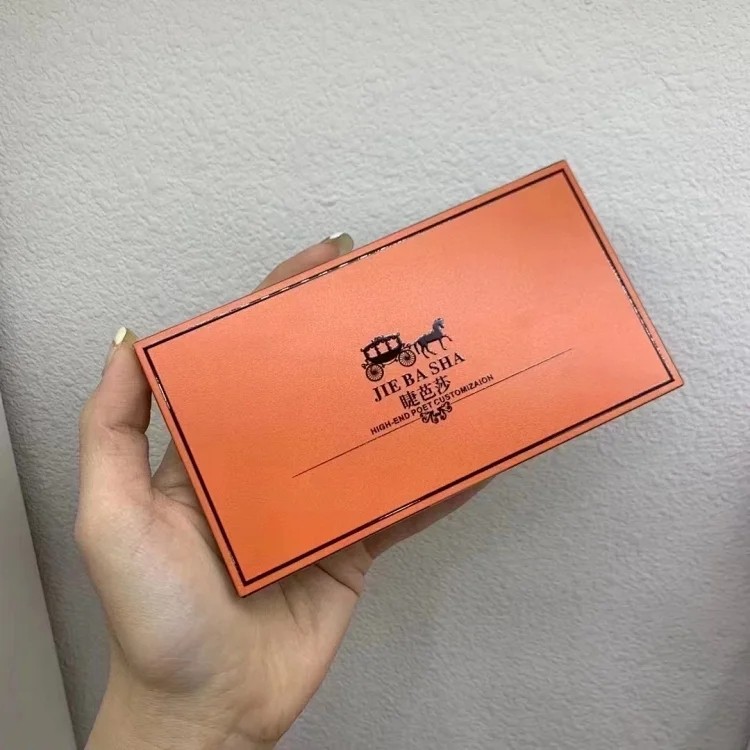 JIE BA SHA
睫芭莎
HIGH-END POET CUSTOMIZAION